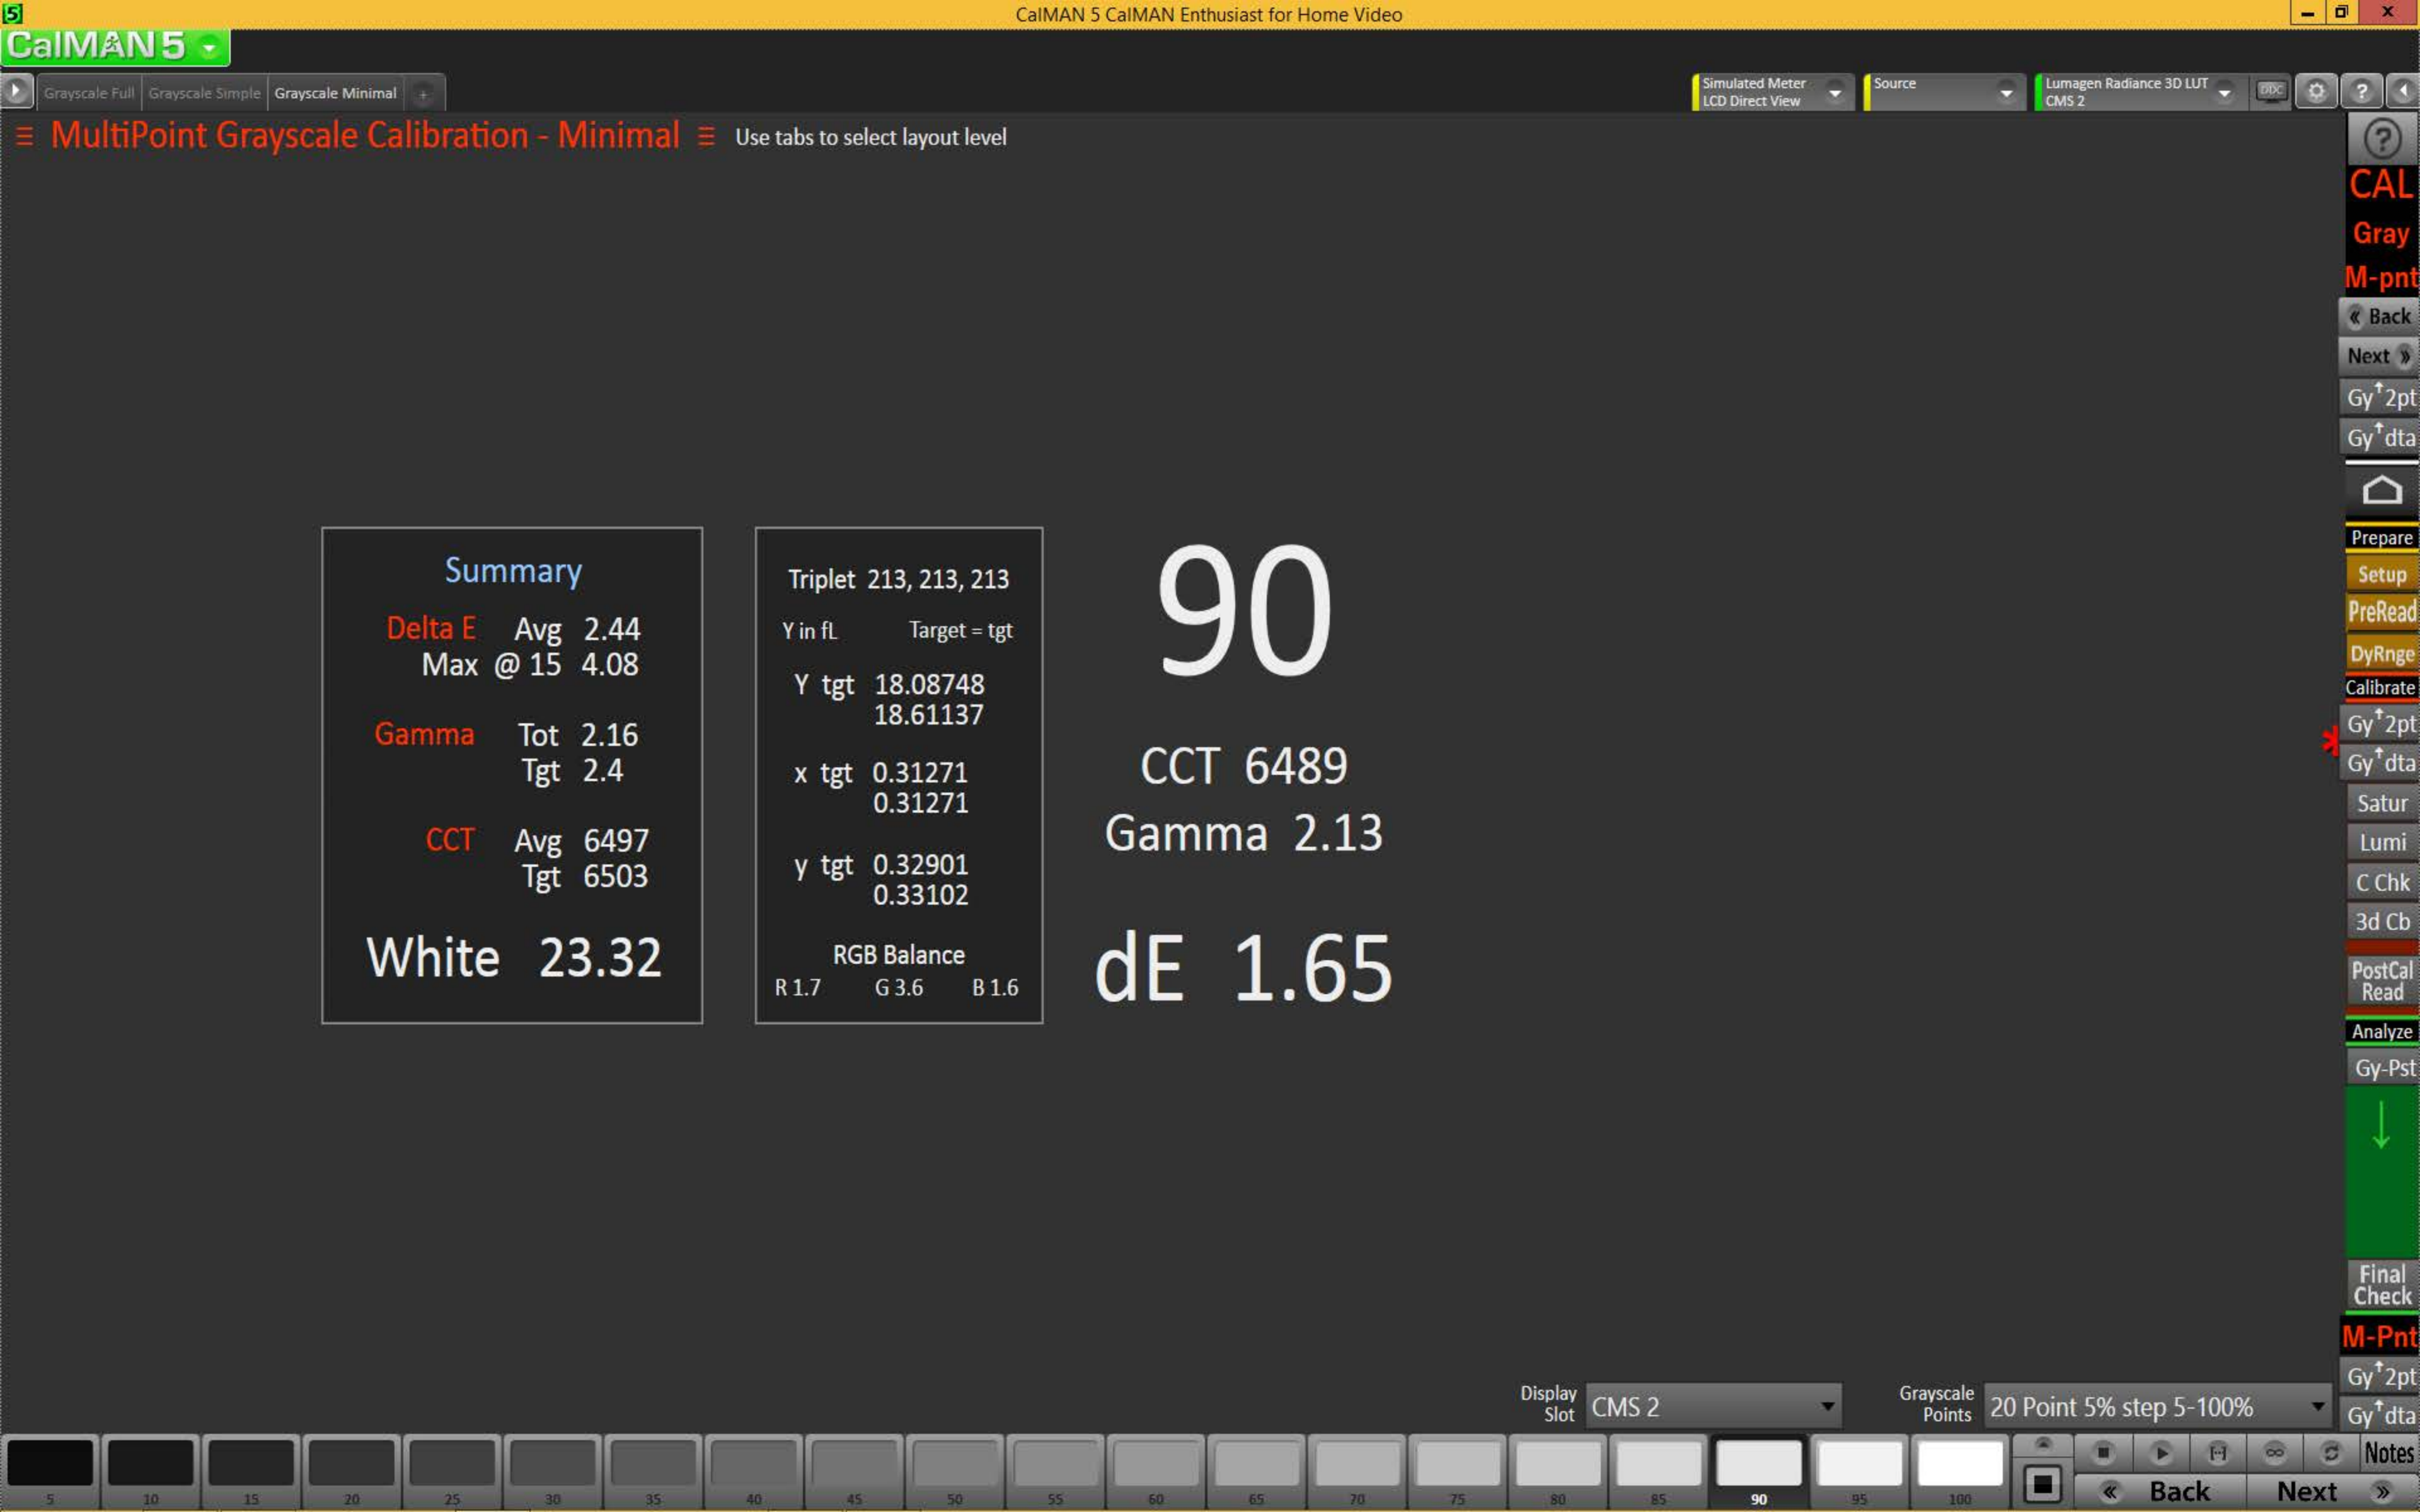 5 CalMAN 5 CalMAN Enthusiast for Home Video
CalMAN 5
Grayscale Full Grayscale Simple Grayscale Minimal +
Simulated Meter
LCD Direct View
Source
Lumagen Radiance 3D LUT
CMS 2
DDC
?
MultiPoint Grayscale Calibration - Minimal Use tabs to select layout level
Summary
Delta E Avg 2.44
Max @ 15 4.08
Gamma Tot 2.16
Tgt 2.4
CCT Avg 6497
Tgt 6503
White 23.32
Triplet 213, 213, 213
Y in fL Target = tgt
Y tgt 18.08748
18.61137
x tgt 0.31271
0.31271
y tgt 0.32901
0.33102
RGB Balance
R 1.7 G 3.6 B 1.6
90
CCT 6489
Gamma 2.13
dE 1.65
?
CAL
Gray
M-pnt
« Back
Next »
Gy↑2pt
Gy↑dta
Prepare
Setup
PreRead
DyRnge
Calibrate
Gy↑2pt
* Gy↑dta
Satur
Lumi
C Chk
3d Cb
PostCal
Read
Analyze
Gy-Pst
↓
Final
Check
M-Pnt
Gy↑2pt
Gy↑dta
Display
Slot
CMS 2
Grayscale
Points
20 Point 5% step 5-100%
5 10 15 20 25 30 35 40 45 50 55 60 65 70 75 80 85 90 95 100
Notes
« Back Next »